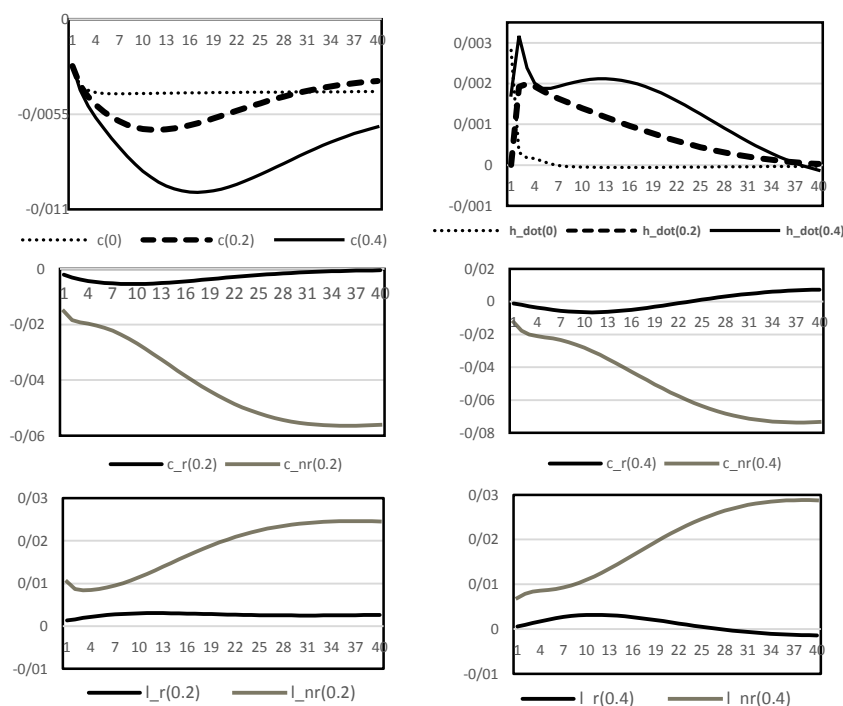 0
1 4 7 10 13 16 19 22 25 28 31 34 37 40
-0/0055
-0/011
c(0) c(0.2) c(0.4)
0/003
0/002
0/001
0
1 4 7 10 13 16 19 22 25 28 31 34 37 40
-0/001
h_dot(0) h_dot(0.2) h_dot(0.4)
0
1 4 7 10 13 16 19 22 25 28 31 34 37 40
-0/02
-0/04
-0/06
c_r(0.2) c_nr(0.2)
0/02
0
1 4 7 10 13 16 19 22 25 28 31 34 37 40
-0/02
-0/04
-0/06
-0/08
c_r(0.4) c_nr(0.4)
0/03
0/02
0/01
0
1 4 7 10 13 16 19 22 25 28 31 34 37 40
-0/01
l_r(0.2) l_nr(0.2)
0/03
0/02
0/01
0
1 4 7 10 13 16 19 22 25 28 31 34 37 40
-0/01
l_r(0.4) l_nr(0.4)